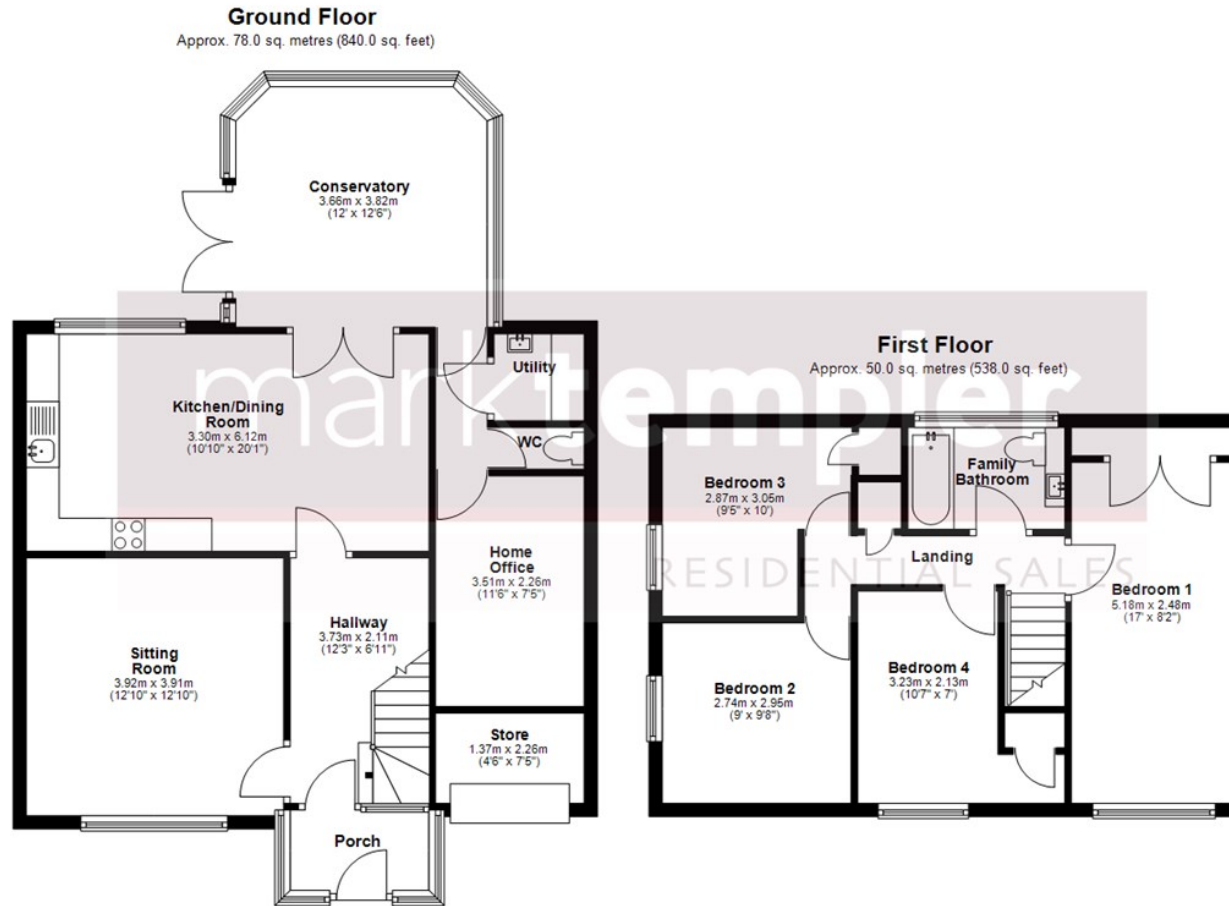 Ground Floor
Approx. 78.0 sq. metres (840.0 sq. feet)
Conservatory
3.66m x 3.82m
(12' x 12'6")
Utility
Kitchen/Dining
Room
3.30m x 6.12m
(10'10" x 20'1")
WC
Home
Office
3.51m x 2.26m
(11'6" x 7'5")
Hallway
3.73m x 2.11m
(12'3" x 6'11")
Sitting
Room
3.92m x 3.91m
(12'10" x 12'10")
Store
1.37m x 2.26m
(4'6" x 7'5")
Porch
First Floor
Approx. 50.0 sq. metres (538.0 sq. feet)
Family
Bathroom
Bedroom 3
2.87m x 3.05m
(9'5" x 10')
Landing
Bedroom 1
5.18m x 2.48m
(17' x 8'2")
Bedroom 4
3.23m x 2.13m
(10'7" x 7')
Bedroom 2
2.74m x 2.95m
(9' x 9'8")
marktempler
RESIDENTIAL SALES